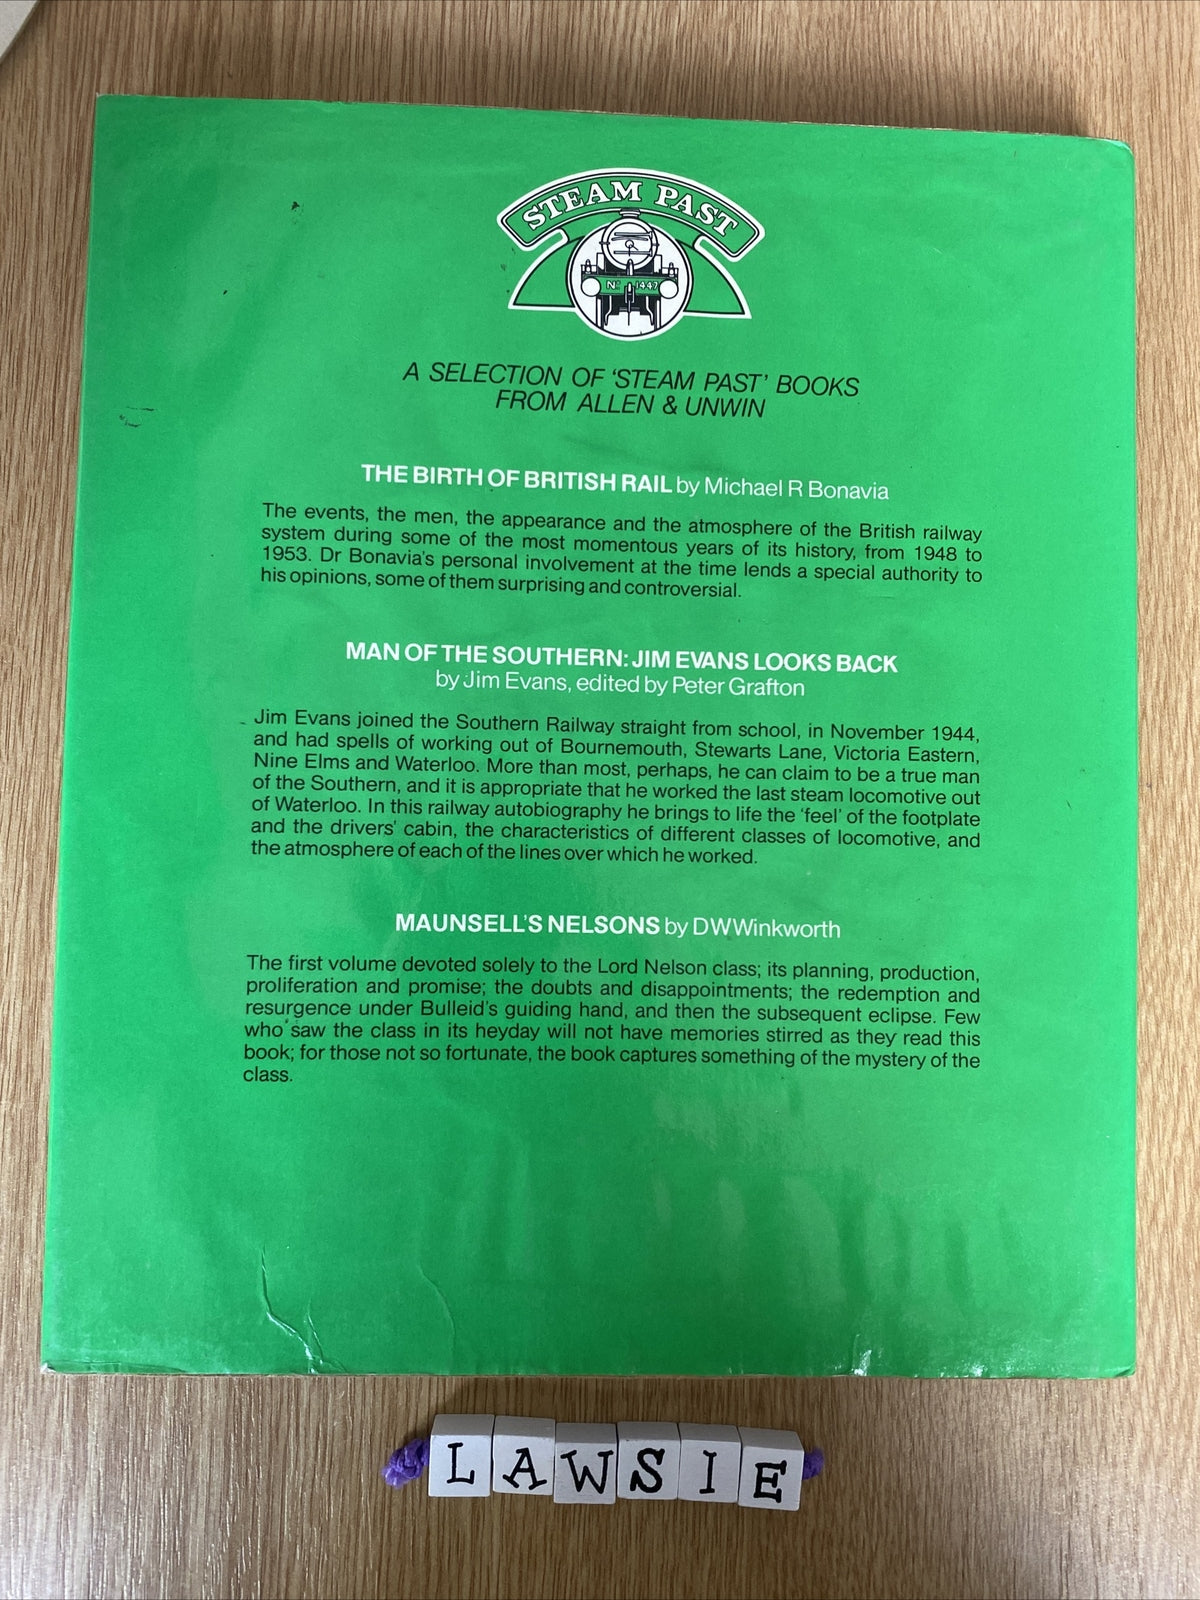 STEAM PAST
Nº 1447
A SELECTION OF ‘STEAM PAST’ BOOKS
FROM ALLEN & UNWIN
THE BIRTH OF BRITISH RAIL by Michael R Bonavia
The events, the men, the appearance and the atmosphere of the British railway
system during some of the most momentous years of its history, from 1948 to
1953. Dr Bonavia's personal involvement at the time lends a special authority to
his opinions, some of them surprising and controversial.
MAN OF THE SOUTHERN: JIM EVANS LOOKS BACK
by Jim Evans, edited by Peter Grafton
Jim Evans joined the Southern Railway straight from school, in November 1944,
and had spells of working out of Bournemouth, Stewarts Lane, Victoria Eastern,
Nine Elms and Waterloo. More than most, perhaps, he can claim to be a true man
of the Southern, and it is appropriate that he worked the last steam locomotive out
of Waterloo. In this railway autobiography he brings to life the ‘feel’ of the footplate
and the drivers' cabin, the characteristics of different classes of locomotive, and
the atmosphere of each of the lines over which he worked.
MAUNSELL'S NELSONS by D W Winkworth
The first volume devoted solely to the Lord Nelson class; its planning, production,
proliferation and promise; the doubts and disappointments; the redemption and
resurgence under Bulleid's guiding hand, and then the subsequent eclipse. Few
who saw the class in its heyday will not have memories stirred as they read this
book; for those not so fortunate, the book captures something of the mystery of the
class.
LAWSIE